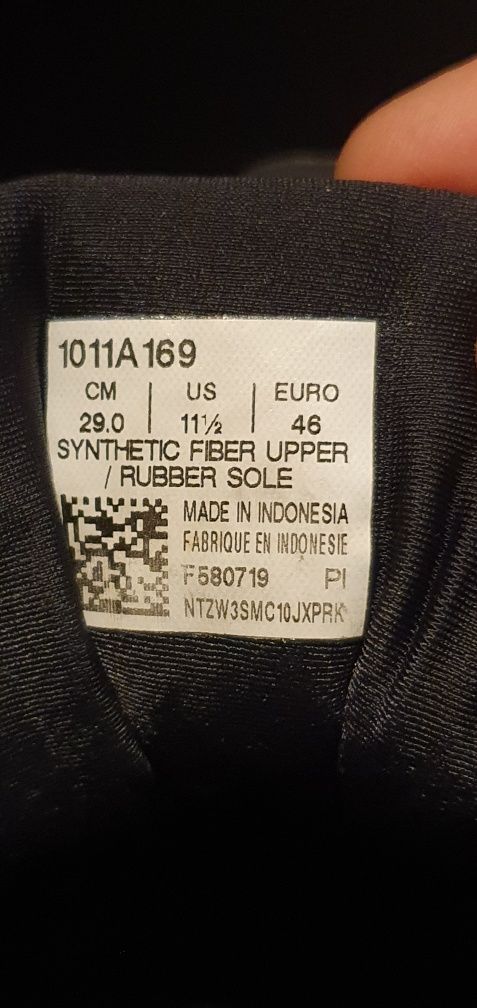 1011A169
CM | US | EURO
29.0 | 11½ | 46
SYNTHETIC FIBER UPPER
/ RUBBER SOLE
MADE IN INDONESIA
FABRIQUE EN INDONESIE
F580719 PI
NTZW3SMC10JXPRK